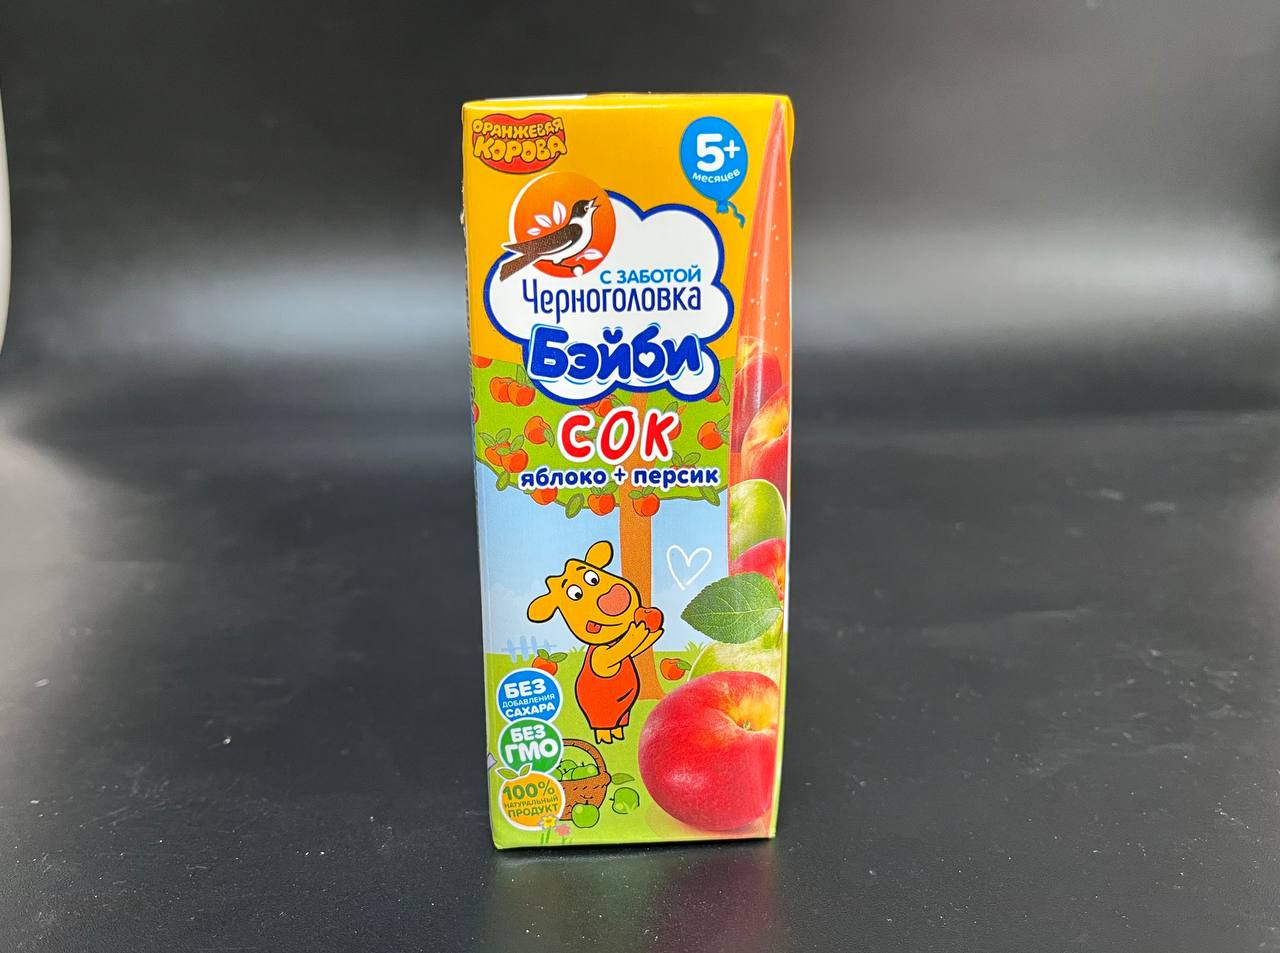 ОРАНЖЕВАЯ
КОРОВА
5+
месяцев
С ЗАБОТОЙ
Черноголовка
Бэйби
СОК
яблоко + персик
БЕЗ
ДОБАВЛЕНИЯ
САХАРА
БЕЗ
ГМО
100%
НАТУРАЛЬНЫЙ
ПРОДУКТ